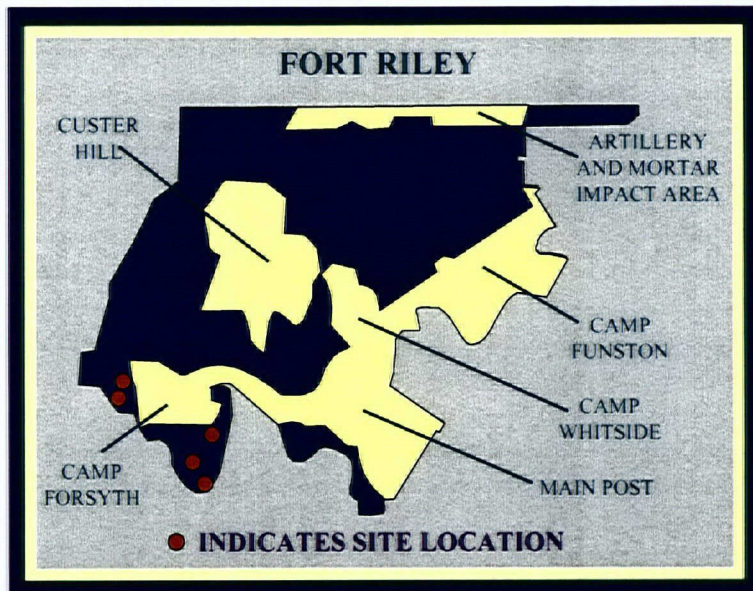 FORT RILEY
CUSTER
HILL
ARTILLERY
AND MORTAR
IMPACT AREA
CAMP
FUNSTON
CAMP
WHITSIDE
MAIN POST
CAMP
FORSYTH
INDICATES SITE LOCATION